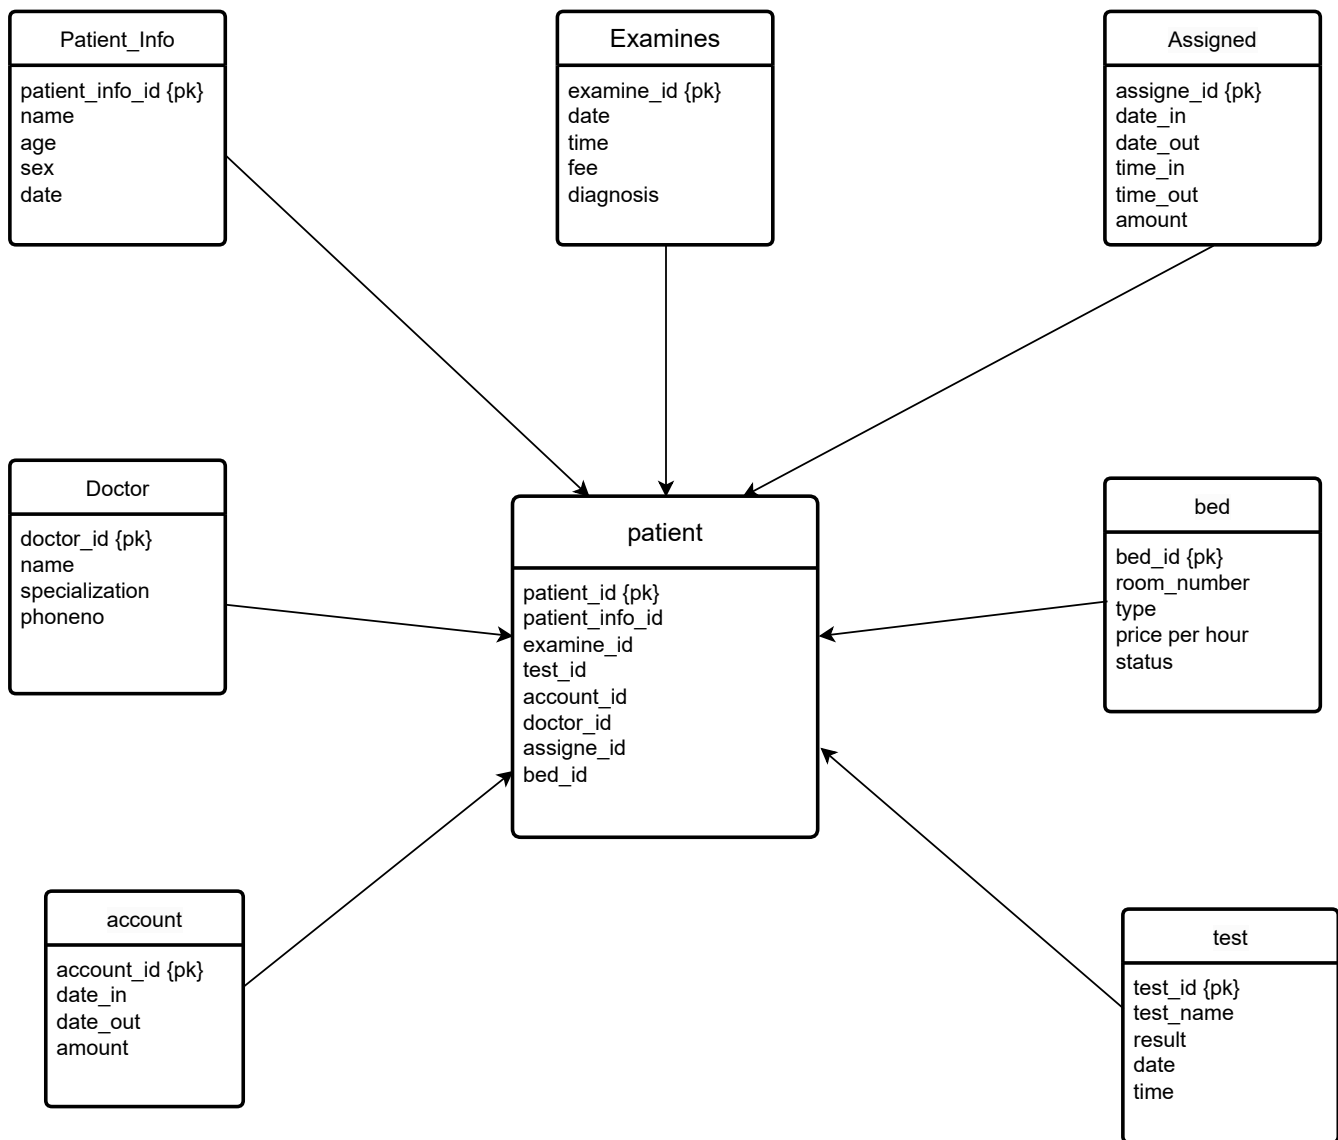 Patient_Info
patient_info_id {pk}
name
age
sex
date
Examines
examine_id {pk}
date
time
fee
diagnosis
Assigned
assigne_id {pk}
date_in
date_out
time_in
time_out
amount
Doctor
doctor_id {pk}
name
specialization
phoneno
patient
patient_id {pk}
patient_info_id
examine_id
test_id
account_id
doctor_id
assigne_id
bed_id
bed
bed_id {pk}
room_number
type
price per hour
status
account
account_id {pk}
date_in
date_out
amount
test
test_id {pk}
test_name
result
date
time